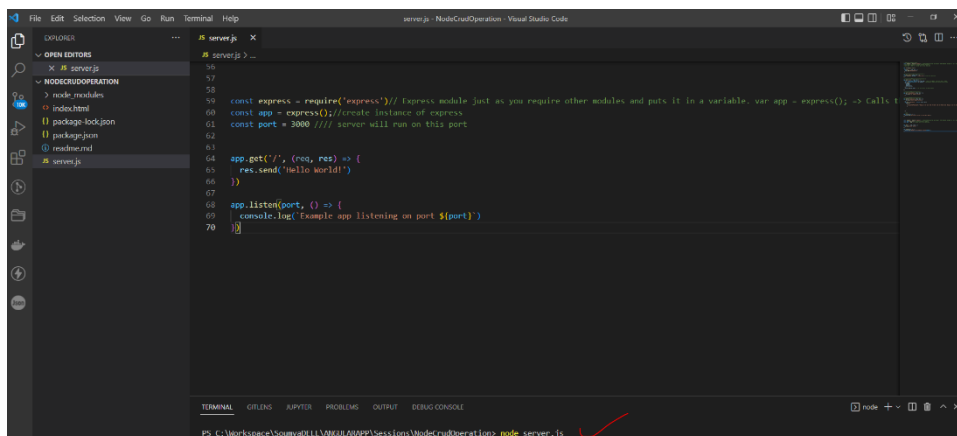 File Edit Selection View Go Run Terminal Help
server.js - NodeCrudOperation - Visual Studio Code
EXPLORER
JS server.js
OPEN EDITORS
JS server.js > ...
JS server.js
NODECRUDOPERATION
node_modules
index.html
package-lock.json
package.json
readme.md
JS server.js
10K
56
57
58
59 const express = require('express')// Express module just as you require other modules and puts it in a variable. var app = express(); => Calls t
60 const app = express();//create instance of express
61 const port = 3000 //// server will run on this port
62
63
64 app.get('/', (req, res) => {
65 res.send('Hello World!')
66 })
67
68 app.listen(port, () => {
69 console.log(`Example app listening on port ${port}`)
70 })
TERMINAL GITLENS JUPYTER PROBLEMS OUTPUT DEBUG CONSOLE
node
PS C:\Workspace\SoumyaDELL\ANGULARAPP\Sessions\NodeCrudOperation> node server.js